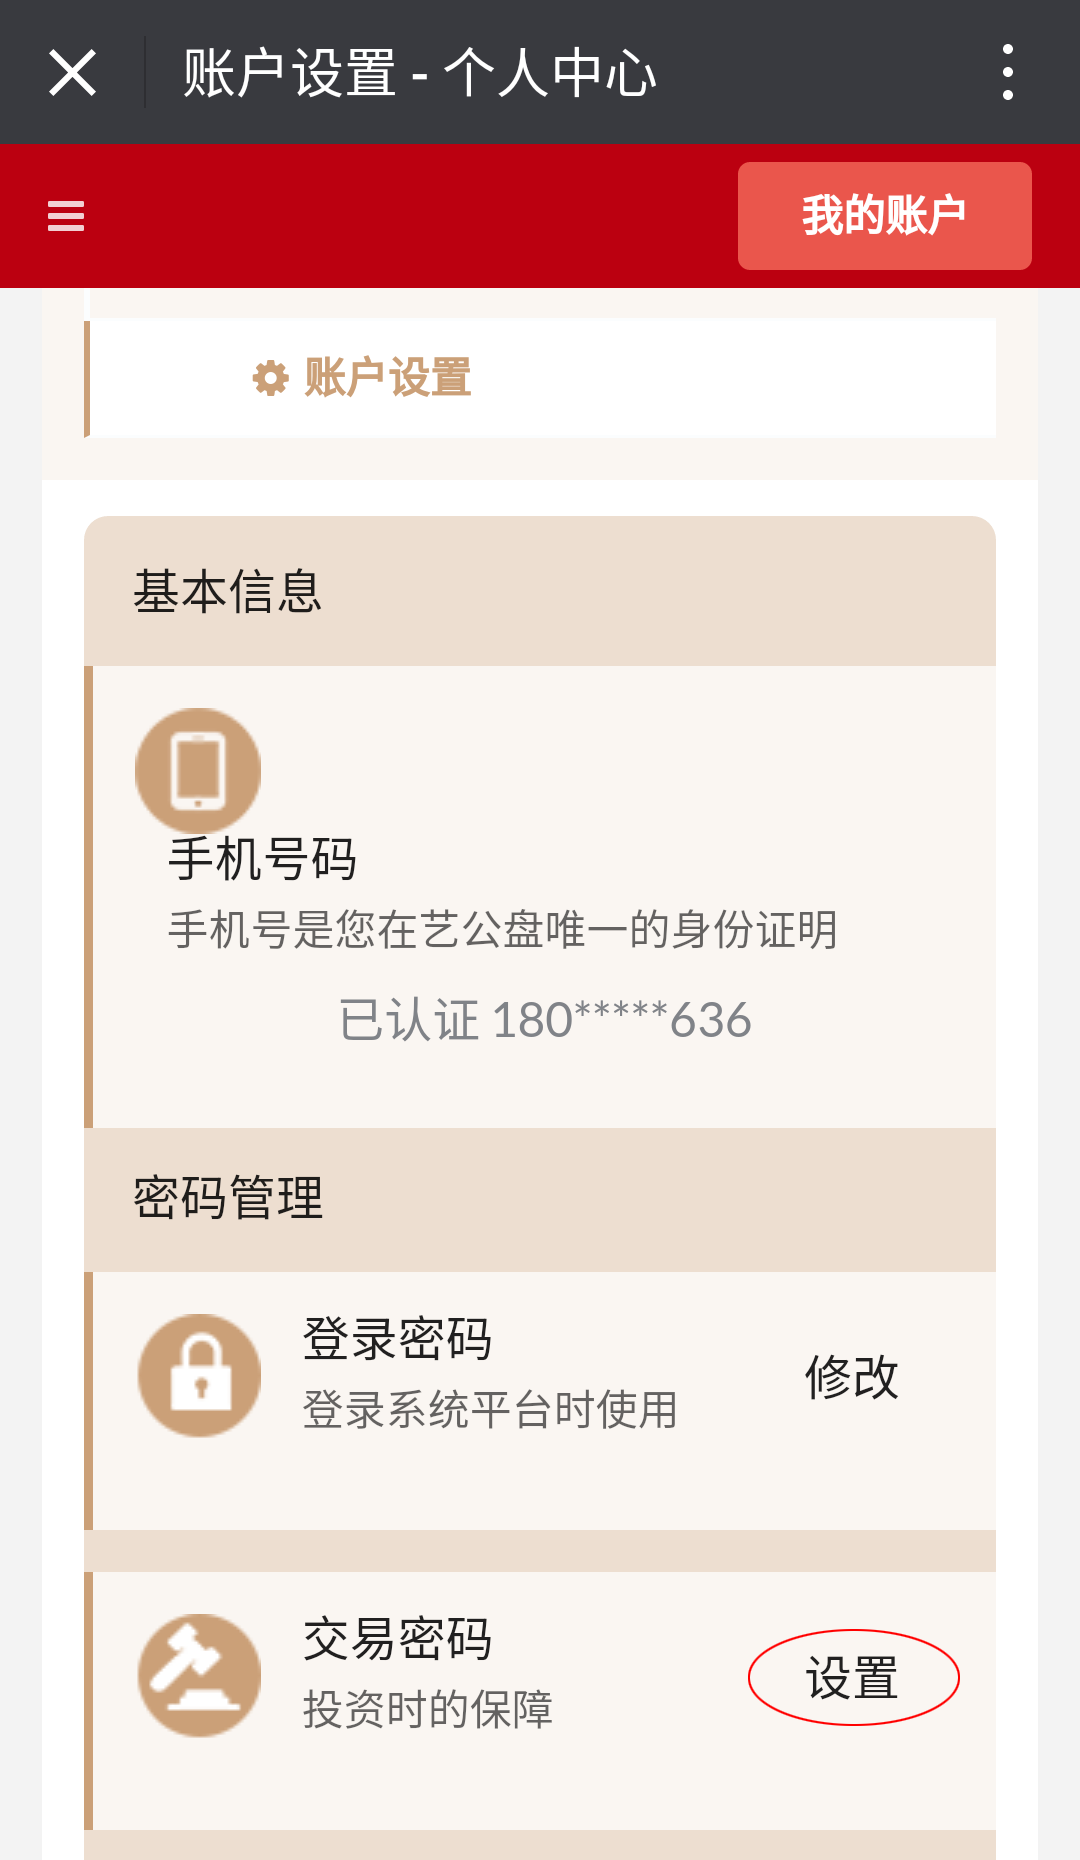 账户设置 - 个人中心
我的账户
账户设置
基本信息
手机号码
手机号是您在艺公盘唯一的身份证明
已认证 180*****636
密码管理
登录密码
登录系统平台时使用
修改
交易密码
投资时的保障
设置